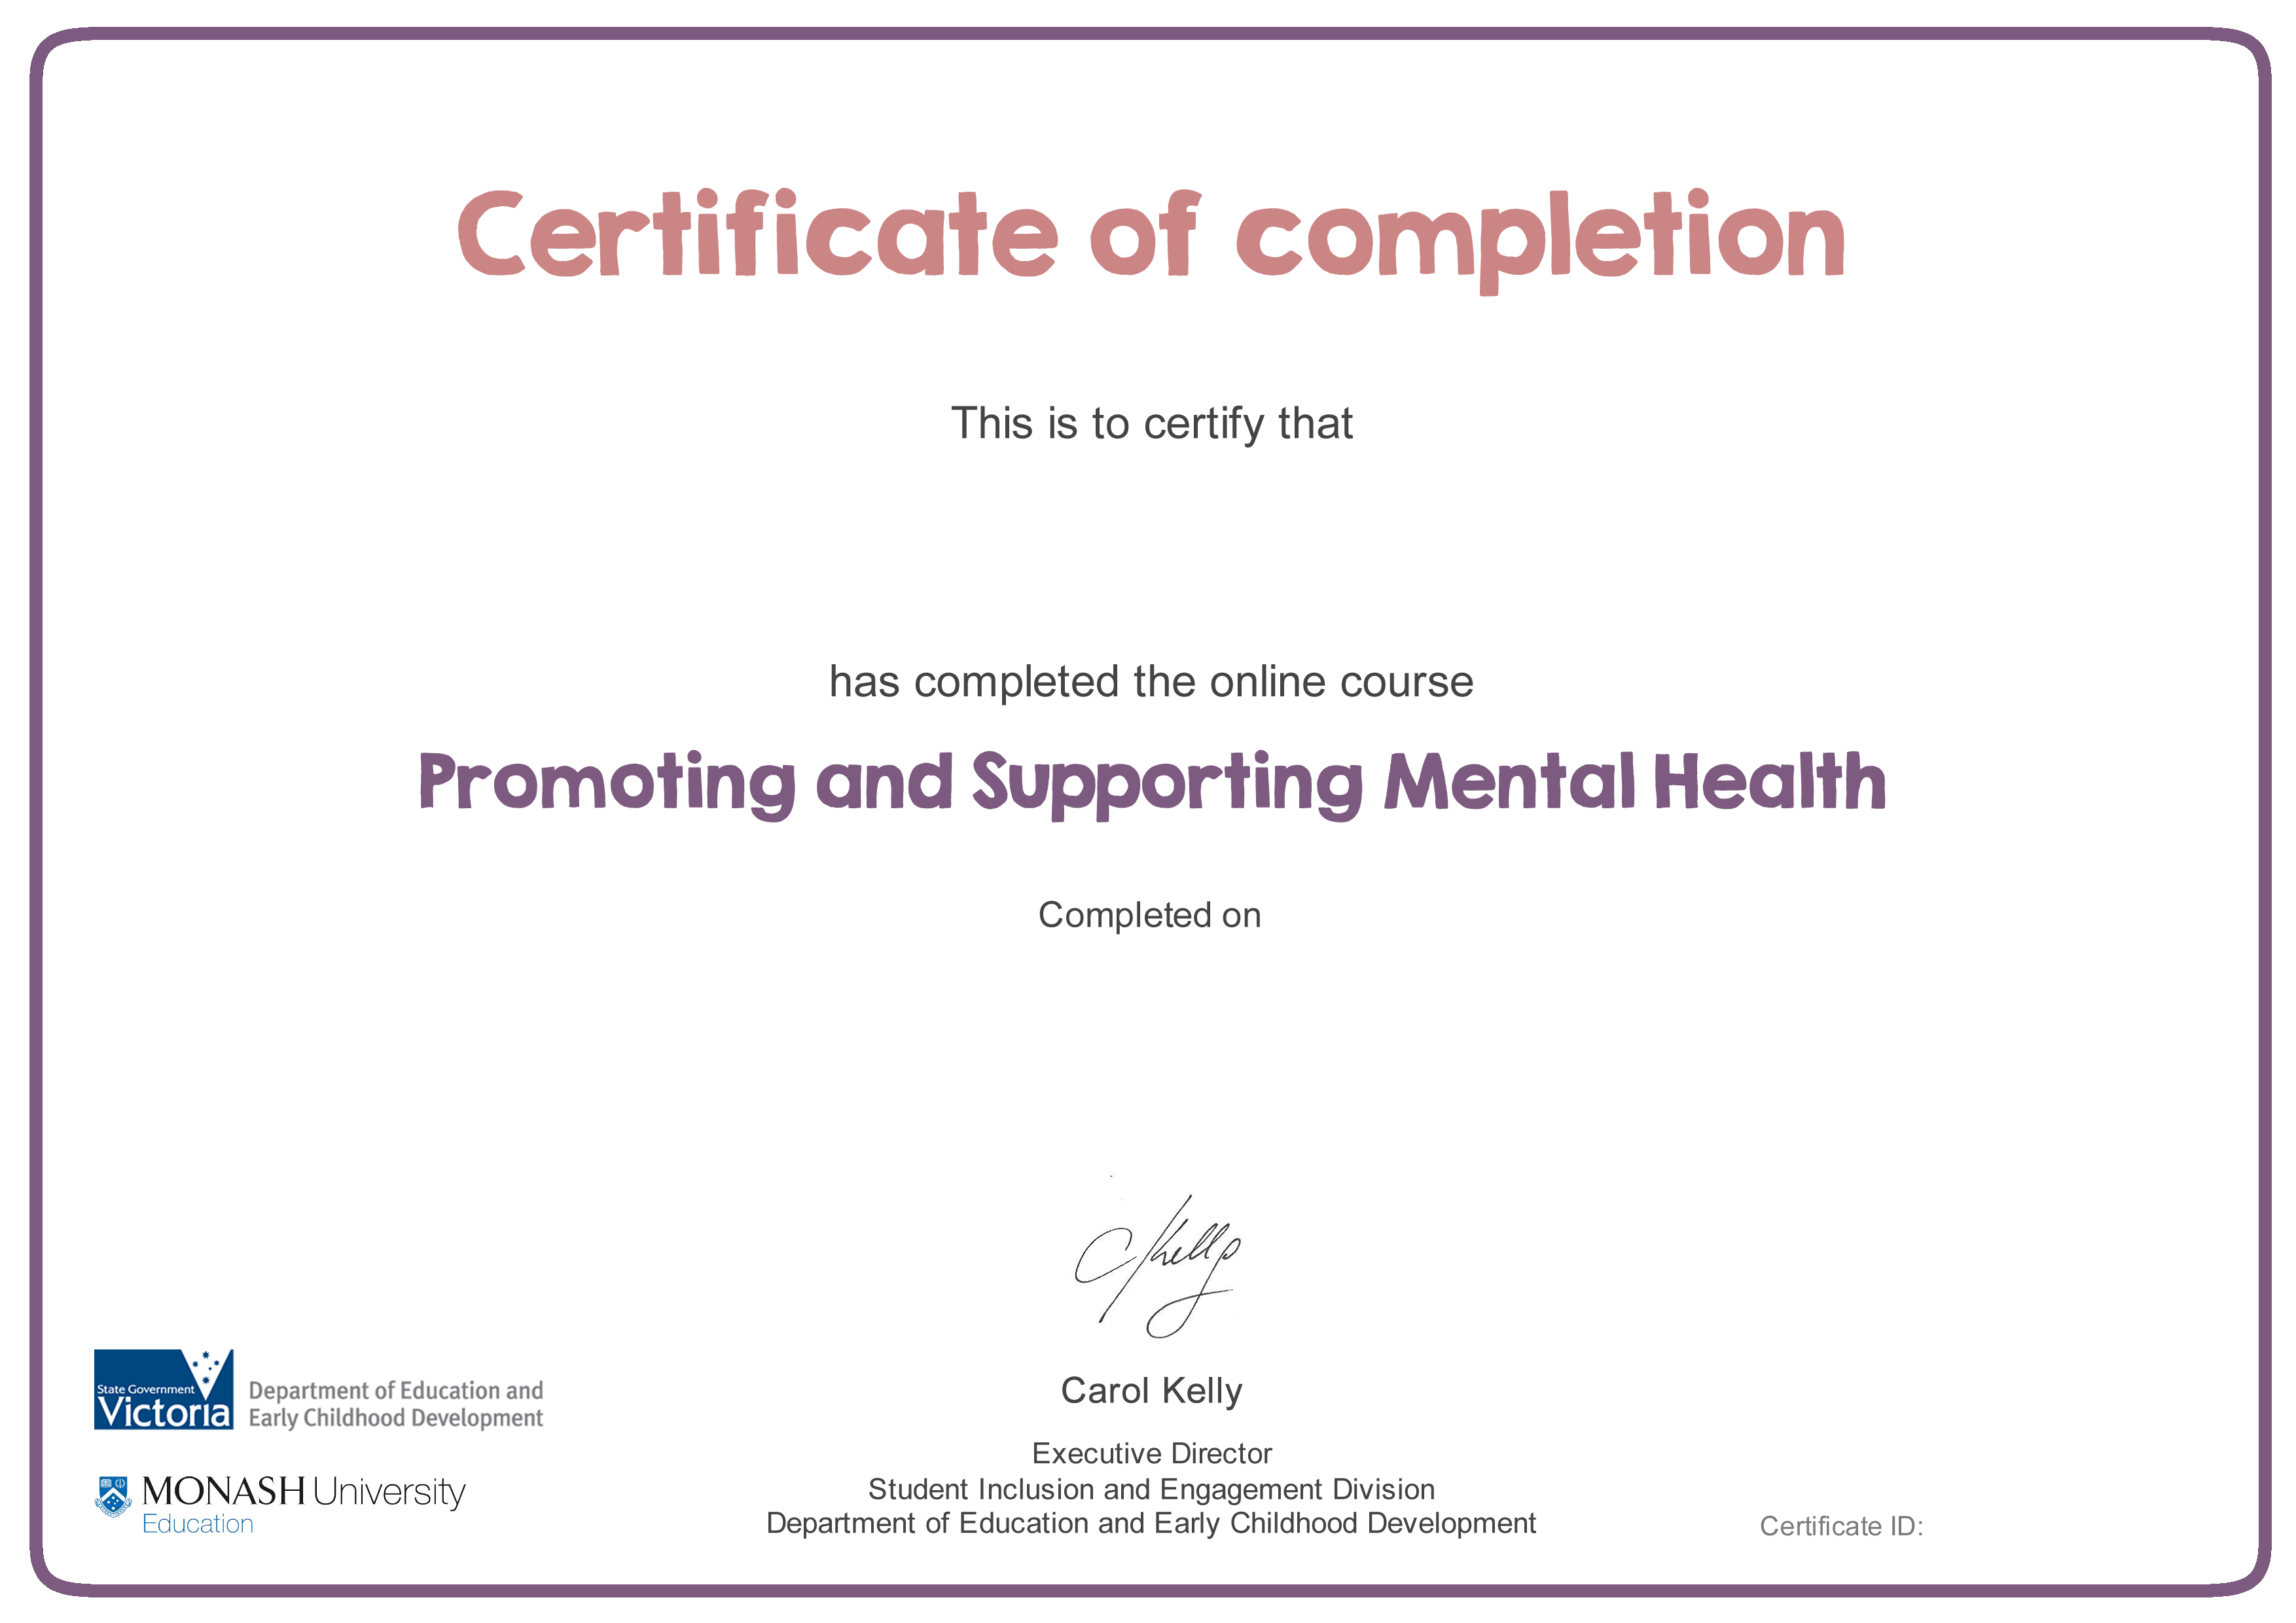 Certificate of completion
This is to certify that
has completed the online course
Promoting and Supporting Mental Health
Completed on
CKelly
Carol Kelly
Executive Director
Student Inclusion and Engagement Division
Department of Education and Early Childhood Development
State Government
Victoria
Department of Education and
Early Childhood Development
MONASH University
Education
Certificate ID: